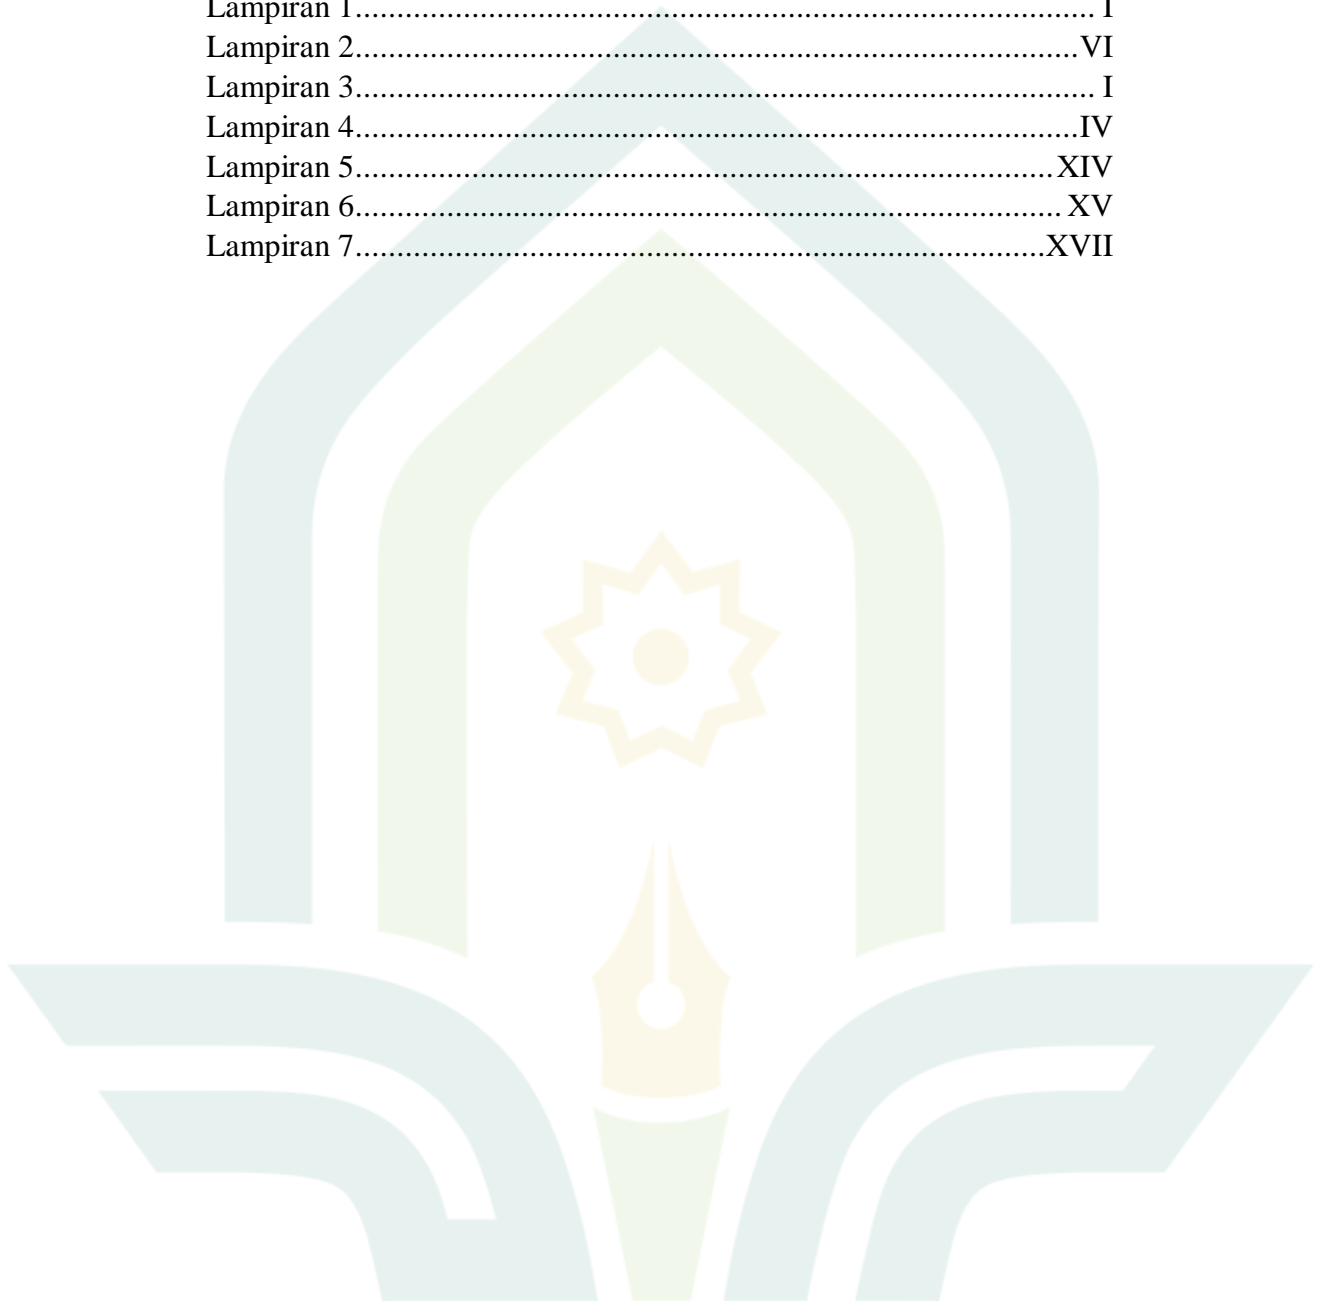 Lampiran 1.......................................................................................... I
Lampiran 2........................................................................................VI
Lampiran 3.......................................................................................... I
Lampiran 4........................................................................................IV
Lampiran 5.....................................................................................XIV
Lampiran 6...................................................................................... XV
Lampiran 7....................................................................................XVII